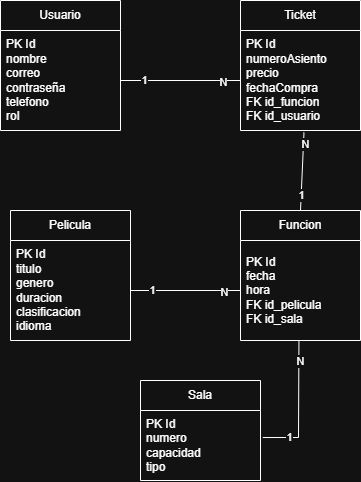 Usuario
PK Id
nombre
correo
contraseña
telefono
rol
1
N
Ticket
PK Id
numeroAsiento
precio
fechaCompra
FK id_funcion
FK id_usuario
N
1
Pelicula
PK Id
titulo
genero
duracion
clasificacion
idioma
1
N
Funcion
PK Id
fecha
hora
FK id_pelicula
FK id_sala
N
1
Sala
PK Id
numero
capacidad
tipo